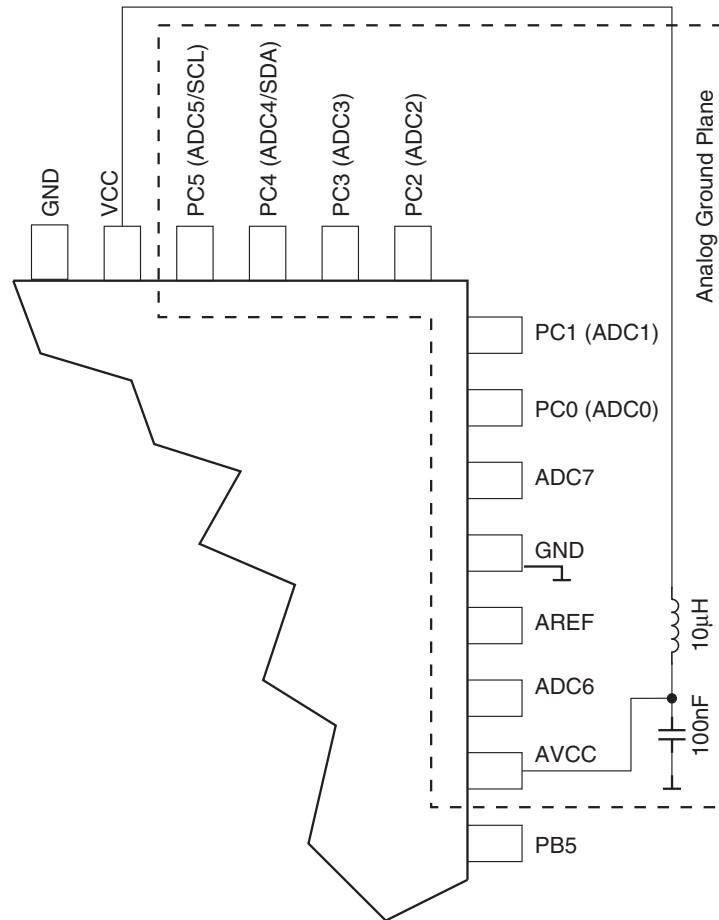 GND
VCC
PC5 (ADC5/SCL)
PC4 (ADC4/SDA)
PC3 (ADC3)
PC2 (ADC2)
Analog Ground Plane
PC1 (ADC1)
PC0 (ADC0)
ADC7
GND
AREF
ADC6
AVCC
PB5
10µH
100nF